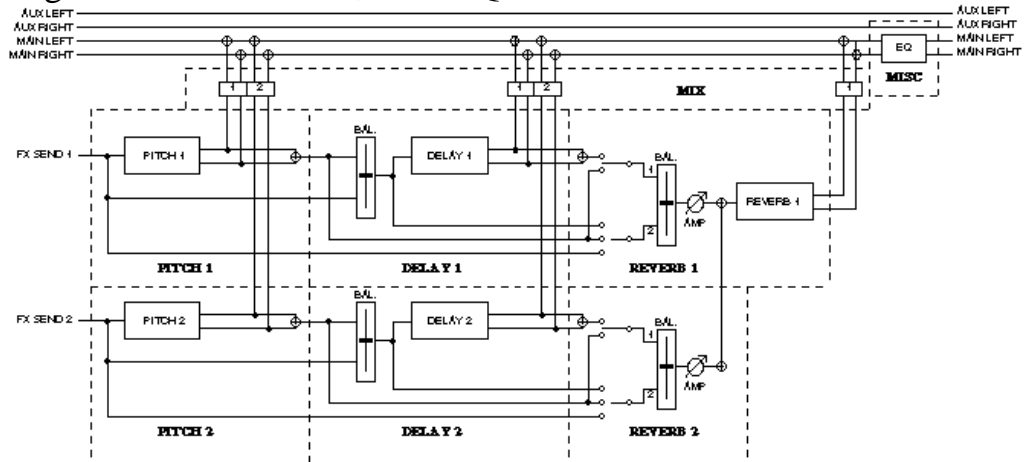 AUX LEFT
AUX RIGHT
MAIN LEFT
MAIN RIGHT
AUX LEFT
AUX RIGHT
MAIN LEFT
MAIN RIGHT
EQ
MISC
1
2
1
2
MIX
1
FX SEND 1
PITCH 1
BAL.
DELAY 1
BAL.
1
2
AMP
REVERB 1
PITCH 1
DELAY 1
REVERB 1
FX SEND 2
PITCH 2
BAL.
DELAY 2
BAL.
1
2
AMP
PITCH 2
DELAY 2
REVERB 2